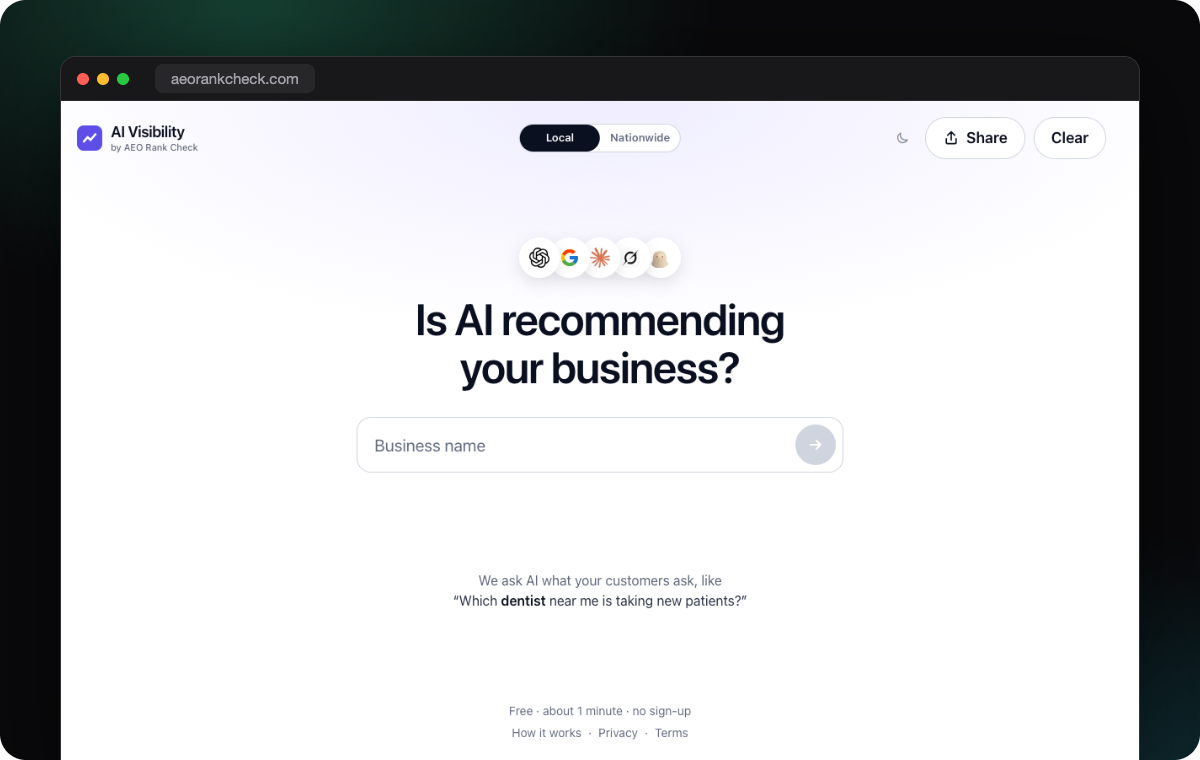 aeorankcheck.com
AI Visibility
by AEO Rank Check
Local
Nationwide
Share
Clear
Is AI recommending
your business?
Business name
We ask AI what your customers ask, like
“Which dentist near me is taking new patients?”
Free · about 1 minute · no sign-up
How it works · Privacy · Terms